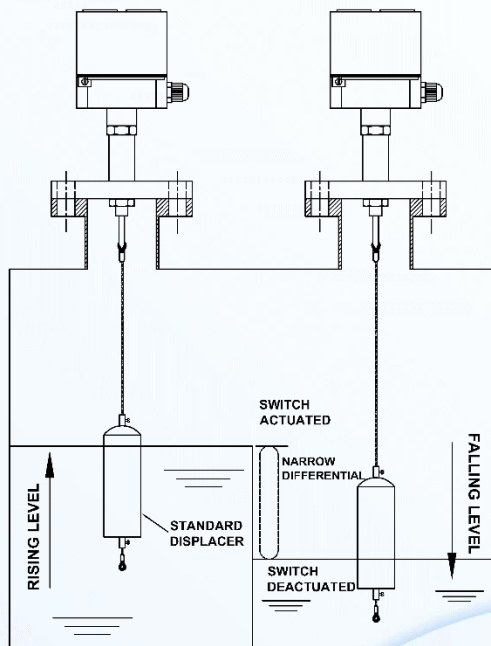 SWITCH
ACTUATED
NARROW
DIFFERENTIAL
RISING LEVEL
FALLING LEVEL
STANDARD
DISPLACER
SWITCH
DEACTUATED